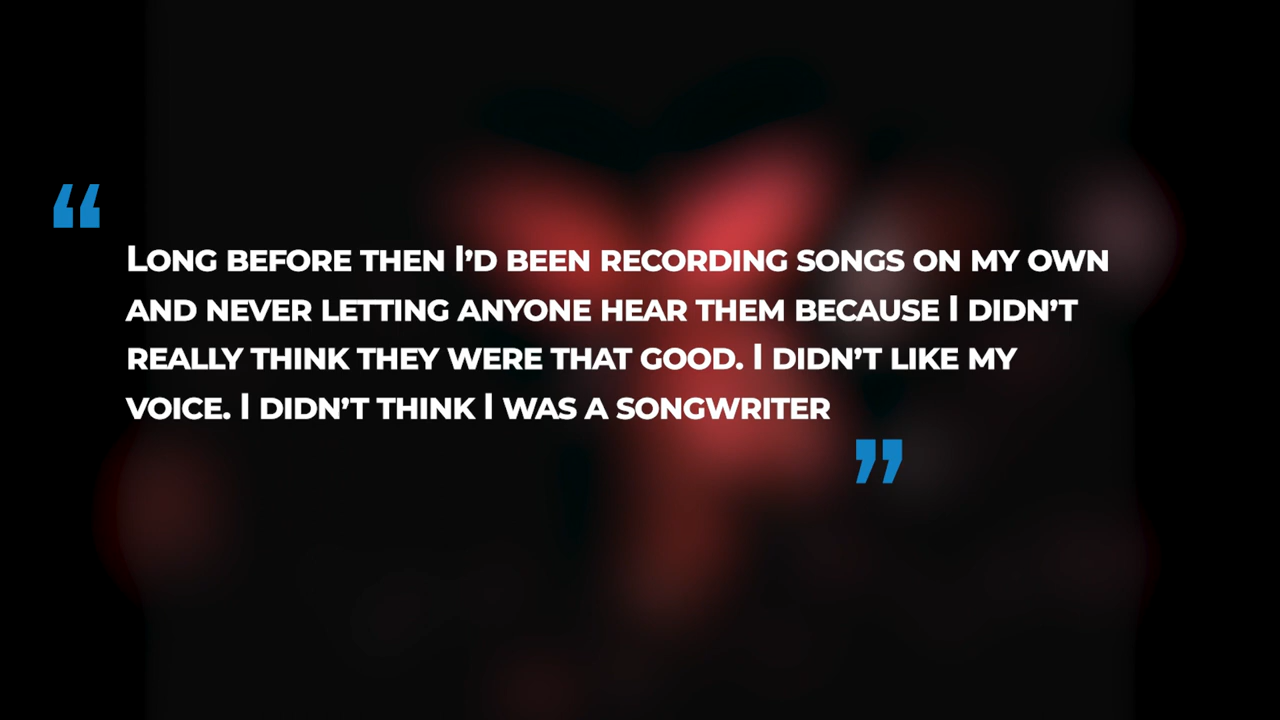 “
Long before then I’d been recording songs on my own
and never letting anyone hear them because I didn’t
really think they were that good. I didn’t like my
voice. I didn’t think I was a songwriter
”